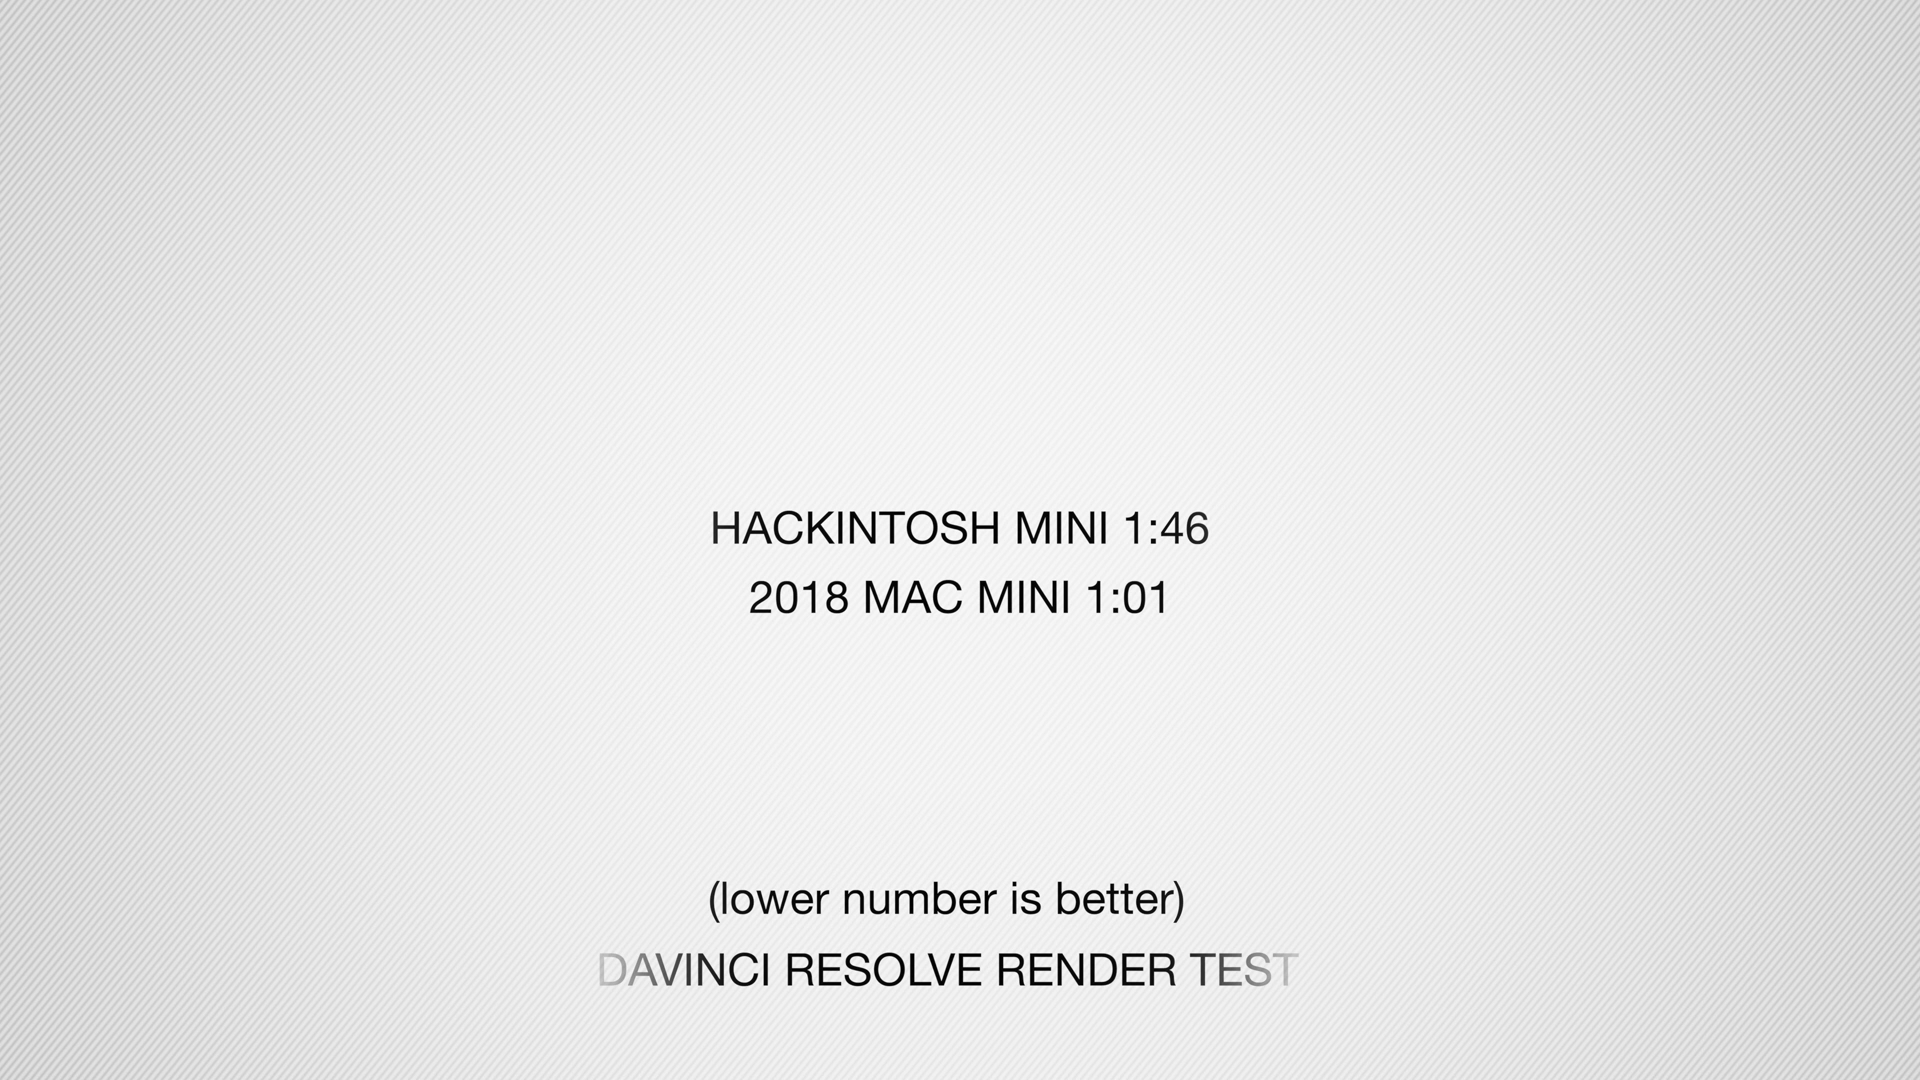 HACKINTOSH MINI 1:46
2018 MAC MINI 1:01
(lower number is better)
DAVINCI RESOLVE RENDER TEST